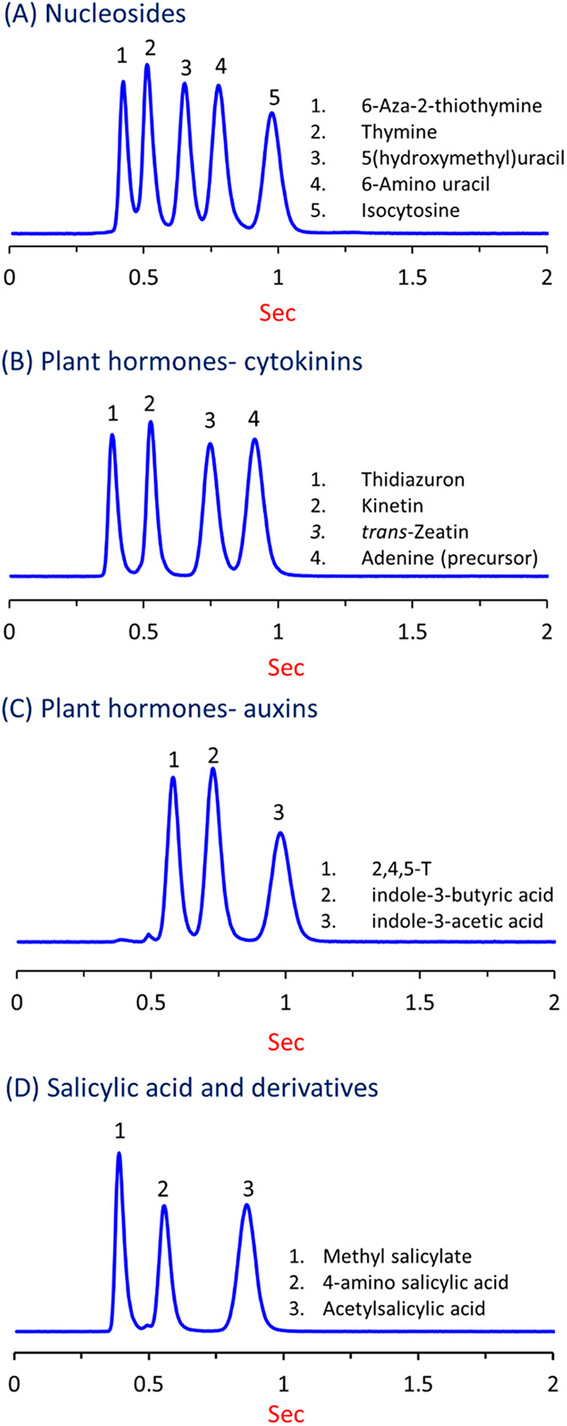 (A) Nucleosides
1 2 3 4 5
1. 6-Aza-2-thiothymine
2. Thymine
3. 5(hydroxymethyl)uracil
4. 6-Amino uracil
5. Isocytosine
0 0.5 1 1.5 2
Sec
(B) Plant hormones- cytokinins
1 2 3 4
1. Thidiazuron
2. Kinetin
3. trans-Zeatin
4. Adenine (precursor)
0 0.5 1 1.5 2
Sec
(C) Plant hormones- auxins
1 2 3
1. 2,4,5-T
2. indole-3-butyric acid
3. indole-3-acetic acid
0 0.5 1 1.5 2
Sec
(D) Salicylic acid and derivatives
1 2 3
1. Methyl salicylate
2. 4-amino salicylic acid
3. Acetylsalicylic acid
0 0.5 1 1.5 2
Sec